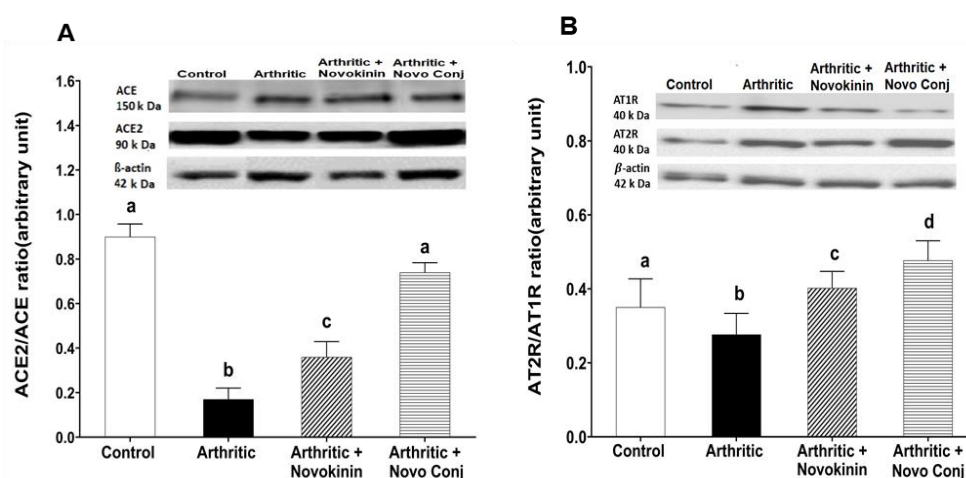 A
ACE2/ACE ratio(arbitrary unit)
1.6
1.4
1.2
1.0
0.8
0.6
0.4
0.2
0.0
Control
Arthritic
Arthritic +
Novokinin
Arthritic +
Novo Conj
ACE
150 k Da
ACE2
90 k Da
ß-actin
42 k Da
a
b
c
a
Control
Arthritic
Arthritic +
Novokinin
Arthritic +
Novo Conj
B
AT2R/AT1R ratio(arbitrary unit)
1.0
0.8
0.6
0.4
0.2
0.0
Control
Arthritic
Arthritic +
Novokinin
Arthritic +
Novo Conj
AT1R
40 k Da
AT2R
40 k Da
β-actin
42 k Da
a
b
c
d
Control
Arthritic
Arthritic +
Novokinin
Arthritic +
Novo Conj